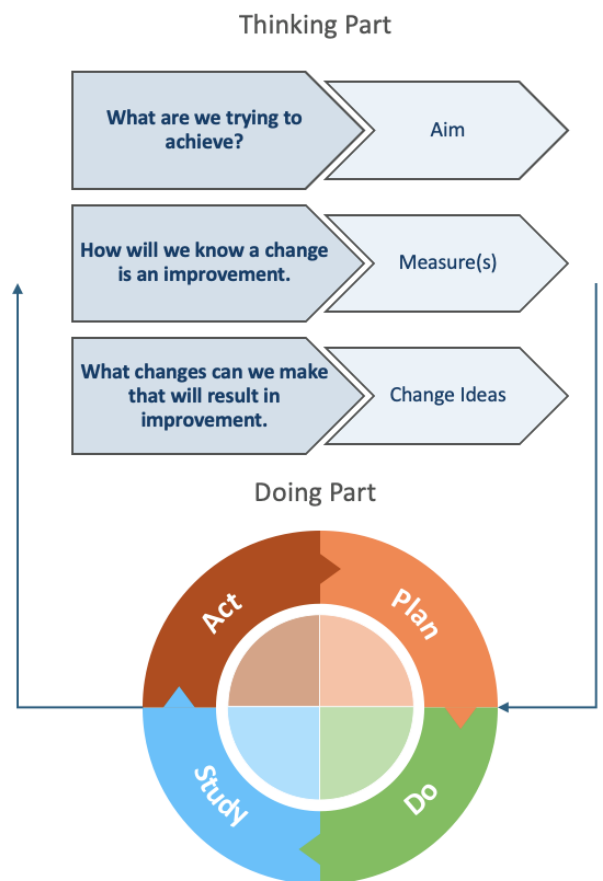 Thinking Part
What are we trying to
achieve?
Aim
How will we know a change
is an improvement.
Measure(s)
What changes can we make
that will result in
improvement.
Change Ideas
Doing Part
Act
Plan
Study
Do